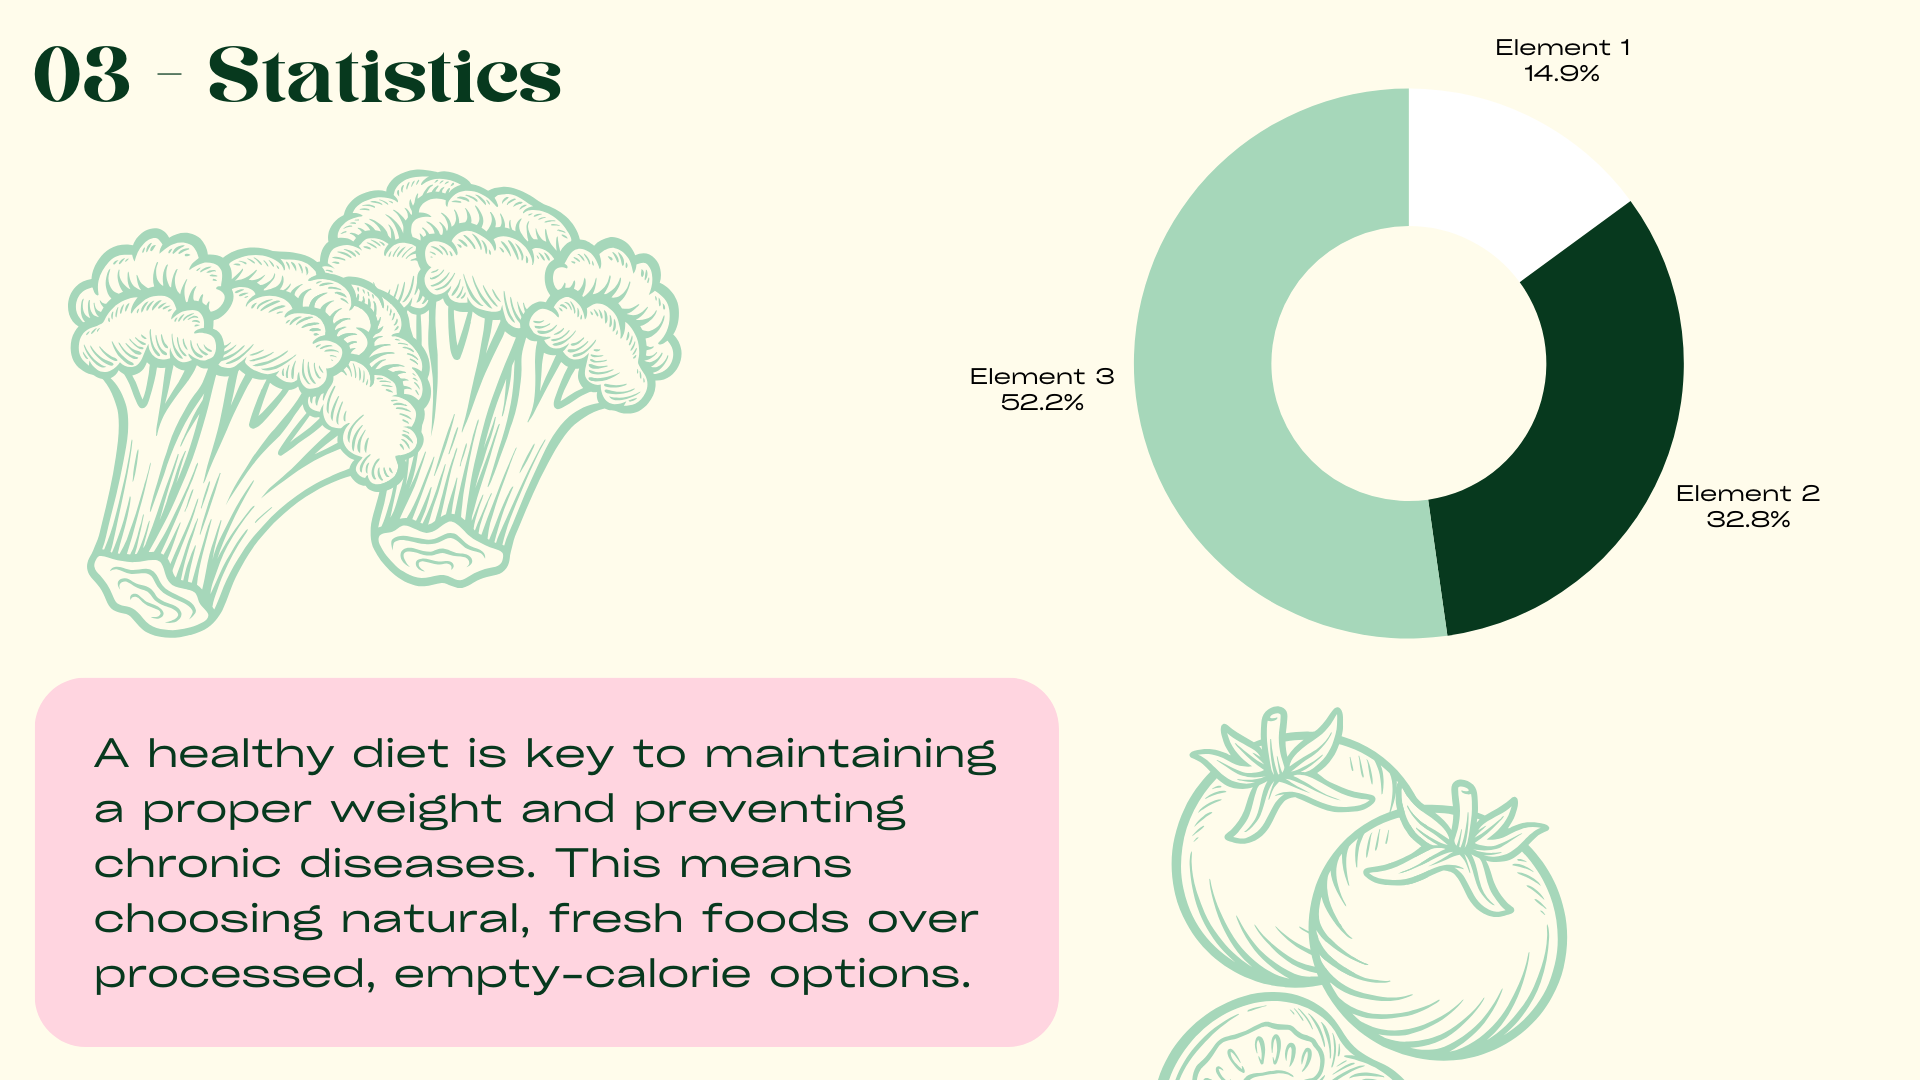 03 - Statistics
Element 1
14.9%
Element 3
52.2%
Element 2
32.8%
A healthy diet is key to maintaining
a proper weight and preventing
chronic diseases. This means
choosing natural, fresh foods over
processed, empty-calorie options.